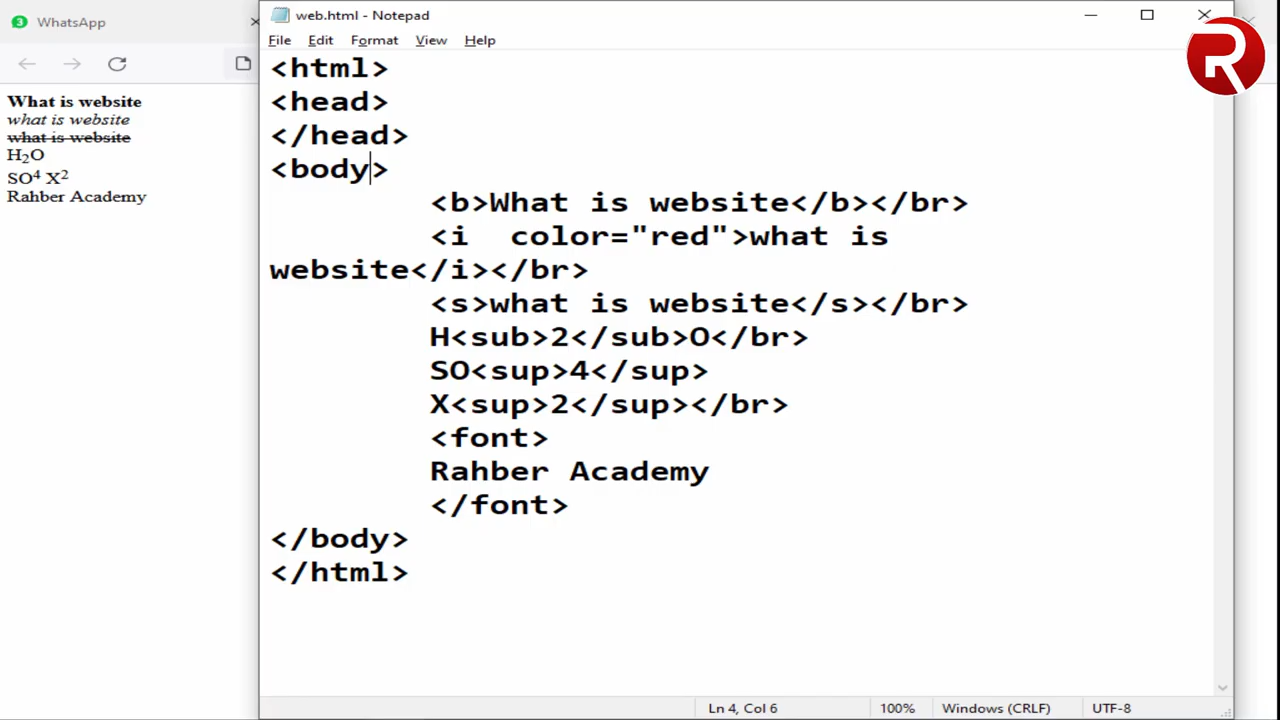 3 WhatsApp
What is website
what is website
what is website
H2O
SO4 X2
Rahber Academy
web.html - Notepad
File Edit Format View Help
<html>
<head>
</head>
<body>
<b>What is website</b></br>
<i color="red">what is
website</i></br>
<s>what is website</s></br>
H<sub>2</sub>O</br>
SO<sup>4</sup>
X<sup>2</sup></br>
<font>
Rahber Academy
</font>
</body>
</html>
Ln 4, Col 6 100% Windows (CRLF) UTF-8
R